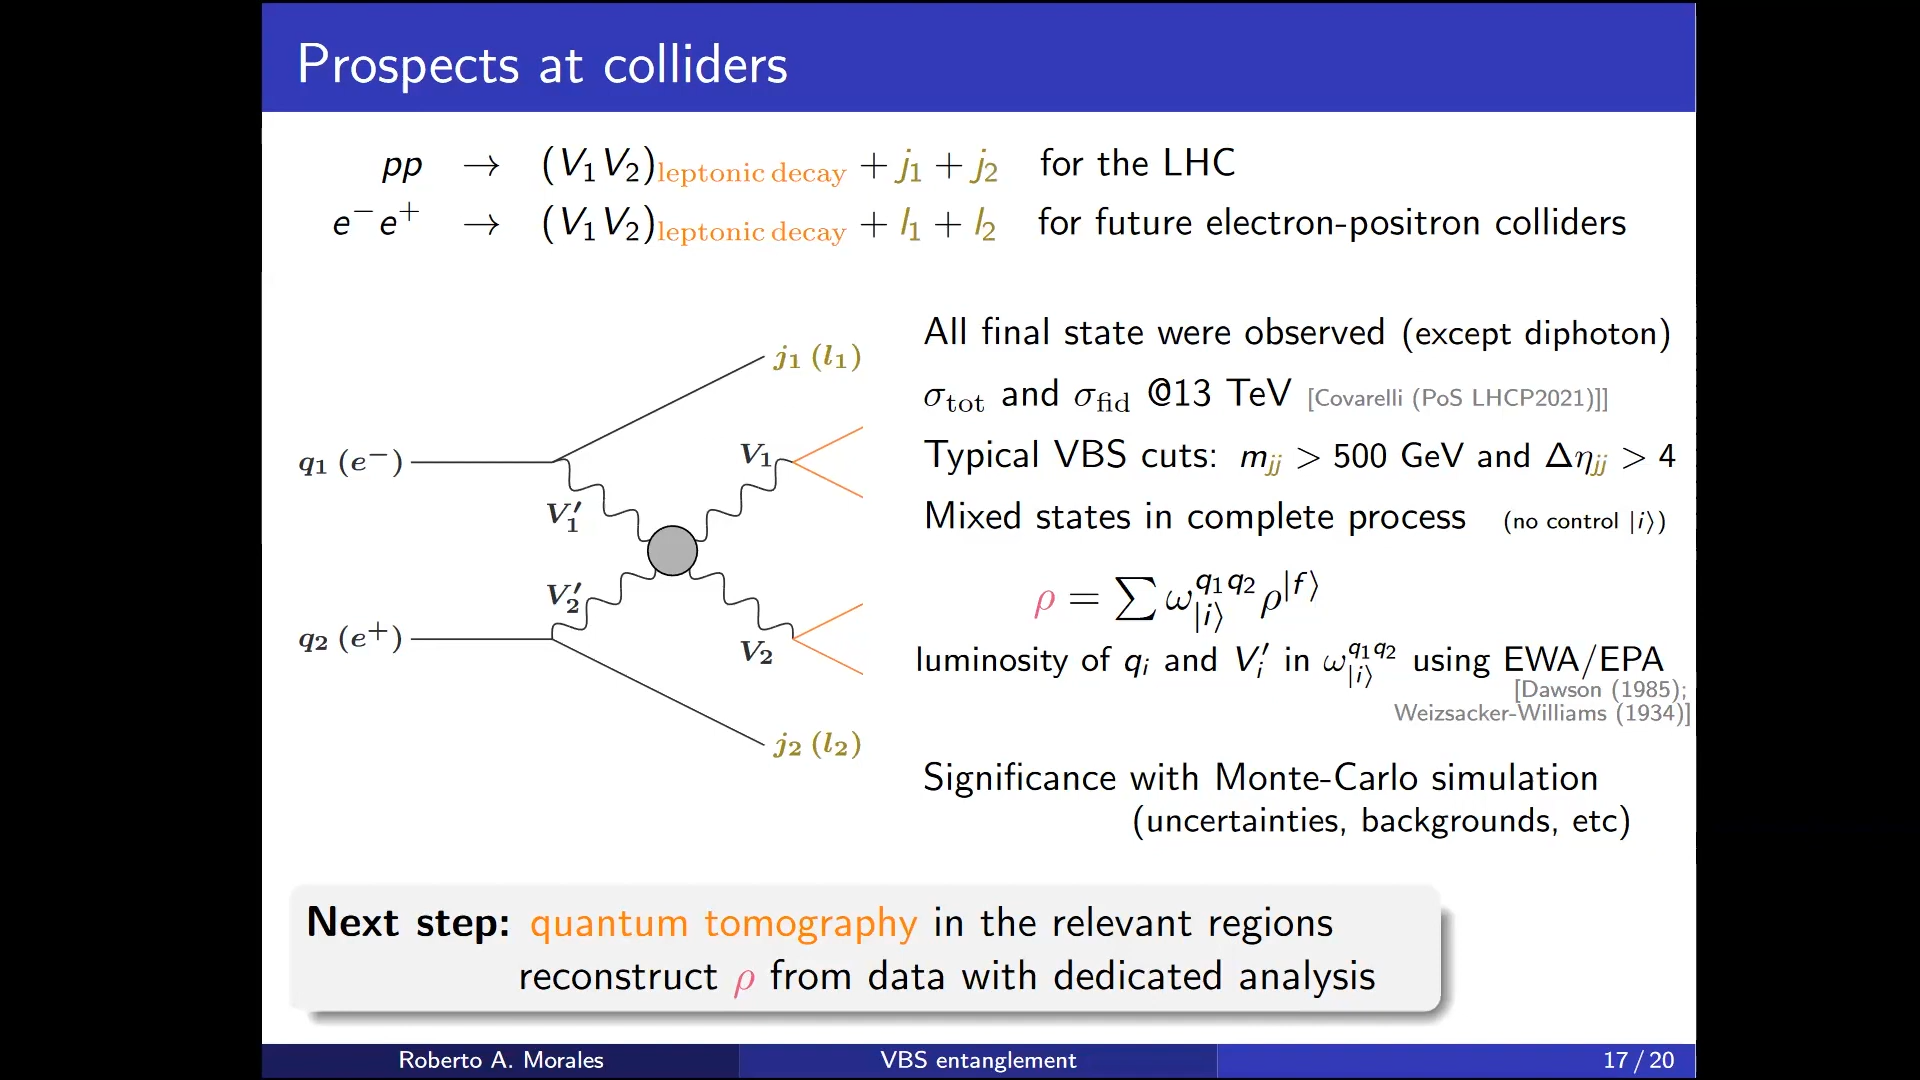 Prospects at colliders
pp → (V₁V₂)leptonic decay + j₁ + j₂ for the LHC
e⁻e⁺ → (V₁V₂)leptonic decay + l₁ + l₂ for future electron-positron colliders
j₁ (l₁)
q₁ (e⁻)
V₁
V₁′
V₂′
q₂ (e⁺)
V₂
j₂ (l₂)
All final state were observed (except diphoton)
σtot and σfid @13 TeV [Covarelli (PoS LHCP2021)]]
Typical VBS cuts: mjj > 500 GeV and Δηjj > 4
Mixed states in complete process (no control |i⟩)
ρ = ∑ ω|i⟩^q₁q₂ ρ^|f⟩
luminosity of qi and Vi′ in ω|i⟩^q₁q₂ using EWA/EPA
[Dawson (1985);
Weizsacker-Williams (1934)]
Significance with Monte-Carlo simulation
(uncertainties, backgrounds, etc)
Next step: quantum tomography in the relevant regions
reconstruct ρ from data with dedicated analysis
Roberto A. Morales VBS entanglement 17 / 20